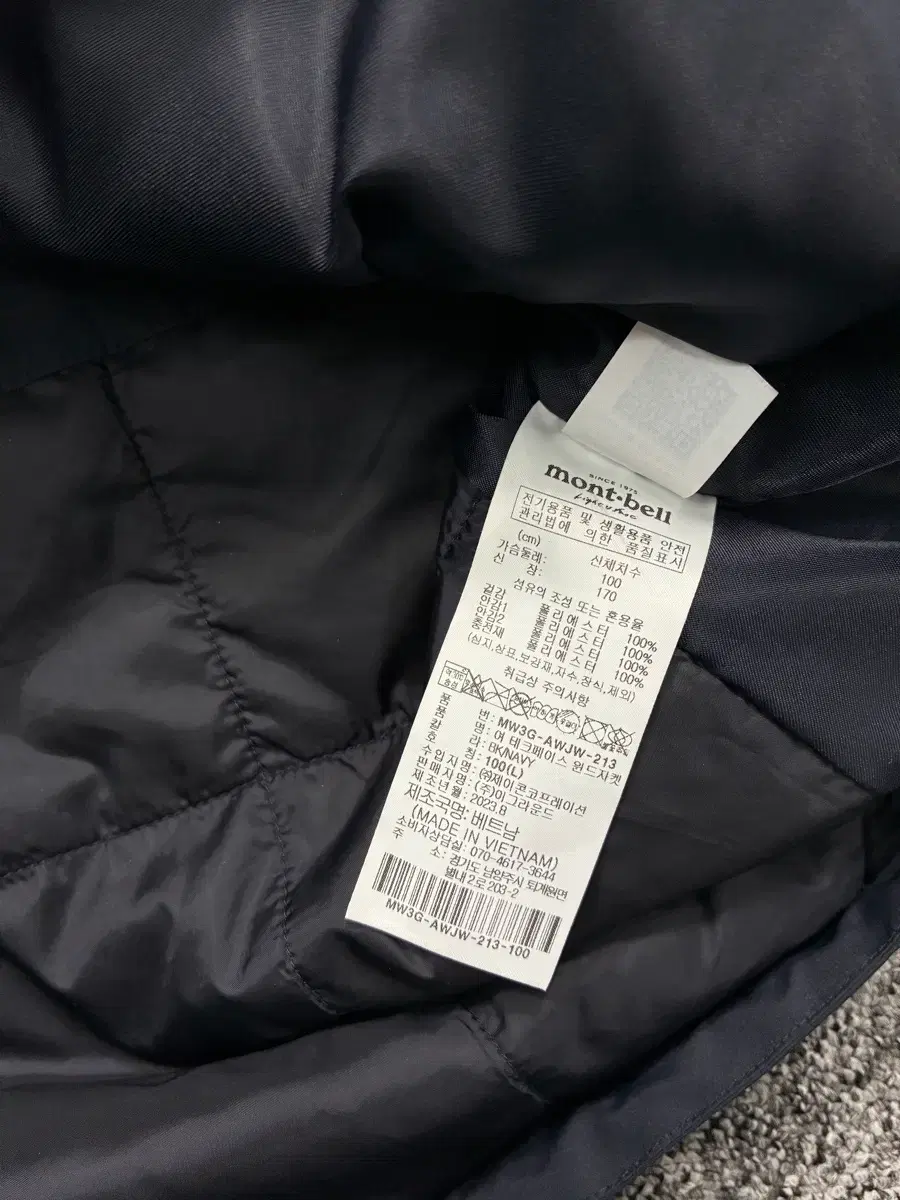 SINCE 1975
mont·bell
전기용품 및 생활용품 안전
관리법에 의한 품질표시
(cm) 신체치수
가슴둘레: 100
신 장: 170
섬유의 조성 또는 혼용율
겉감 폴리에스터 100%
안감1 폴리에스터 100%
안감2 폴리에스터 100%
충전재 폴리에스터 100%
(심지,상표,보강재,자수,장식,제외)
취급상 주의사항
품 번: MW3G-AWJW-213
품 명: 여 테크페이스 윈드자켓
칼 라: BKNAVY
호 칭: 100(L)
수입자명: ㈜제이콘코프레이션
판매자명: (주)이그라운드
제조년월: 2023.8
제조국명: 베트남
(MADE IN VIETNAM)
소비자상담실: 070-4617-3644
주 소: 경기도 남양주시 퇴계원면
2로 203-2
MW3G-AWJW-213-100